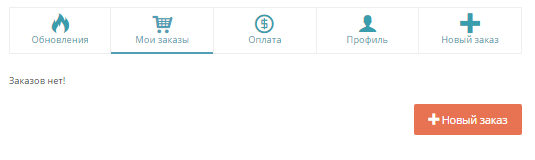 Обновления
Мои заказы
Оплата
Профиль
Новый заказ
Заказов нет!
Новый заказ